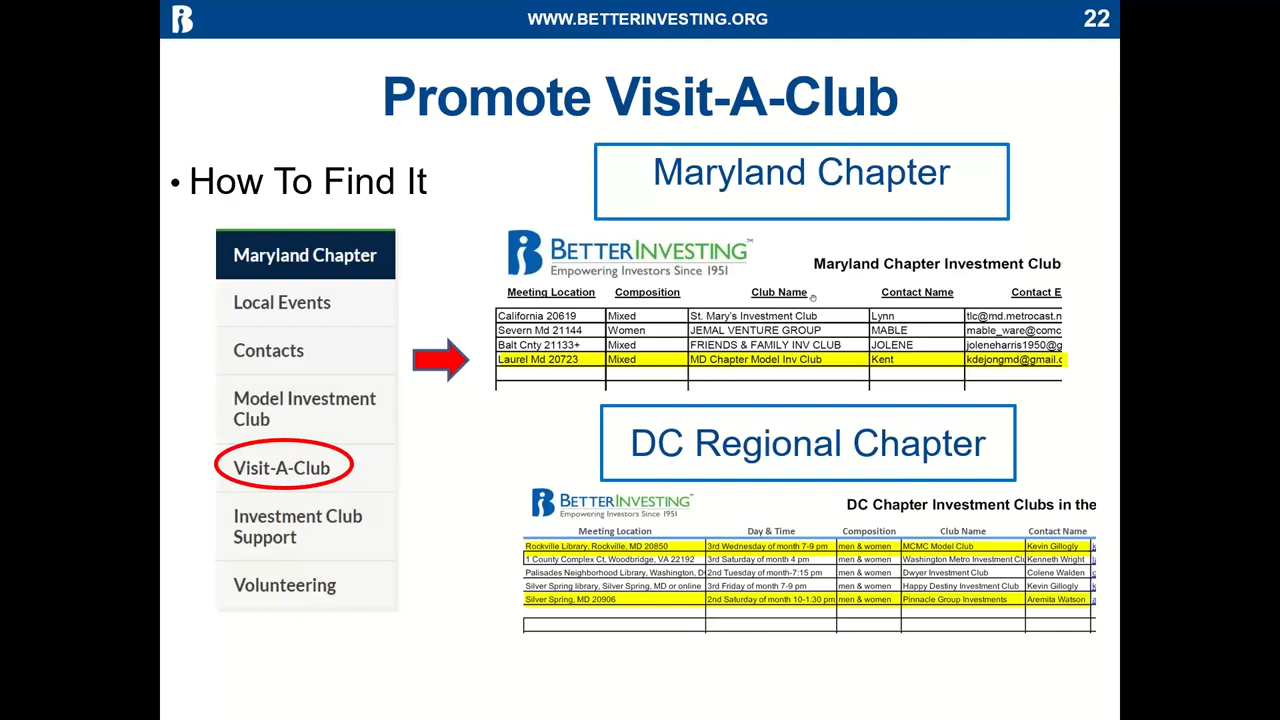 WWW.BETTERINVESTING.ORG
22
Promote Visit-A-Club
• How To Find It
Maryland Chapter
Local Events
Contacts
Model Investment
Club
Visit-A-Club
Investment Club
Support
Volunteering
Maryland Chapter
BETTERINVESTING™
Empowering Investors Since 1951
Maryland Chapter Investment Clubs
Meeting Location Composition Club Name Contact Name Contact E
California 20619 Mixed St. Mary's Investment Club Lynn tlc@md.metrocast.n
Severn Md 21144 Women JEMAL VENTURE GROUP MABLE mable_ware@comc
Balt Cnty 21133+ Mixed FRIENDS & FAMILY INV CLUB JOLENE joleneharris1950@g
Laurel Md 20723 Mixed MD Chapter Model Inv Club Kent kdejongmd@gmail.c
DC Regional Chapter
BETTERINVESTING™
Empowering Investors Since 1951
DC Chapter Investment Clubs in the
Meeting Location Day & Time Composition Club Name Contact Name
Rockville Library, Rockville, MD 20850 3rd Wednesday of month 7-9 pm men & women MCMC Model Club Kevin Gillogly
1 County Complex Ct, Woodbridge, VA 22192 3rd Saturday of month 4 pm men & women Washington Metro Investment Clu Kenneth Wright
Palisades Neighborhood Library, Washington, D 2nd Tuesday of month-7:15 pm men & women Dwyer Investment Club Colene Walden
Silver Spring library, Silver Spring, MD or online 3rd Friday of month 7-9 pm men & women Happy Destiny Investment Club Kevin Gillogly
Silver Spring, MD 20906 2nd Saturday of month 10-1:30 pm men & women Pinnacle Group Investments Aremita Watson